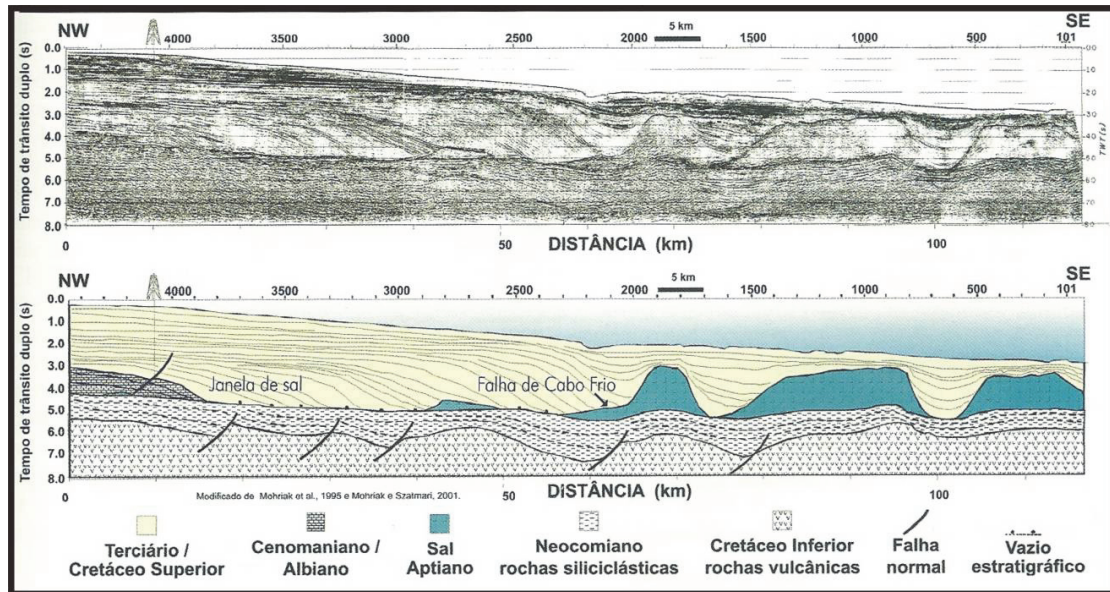 NW 5 km SE
4000 3500 3000 2500 2000 1500 1000 500 101
Tempo de trânsito duplo (s)
0.0
1.0
2.0
3.0
4.0
5.0
6.0
7.0
8.0
TWT (s)
0 50 DISTÂNCIA (km) 100
NW 5 km SE
4000 3500 3000 2500 2000 1500 1000 500 101
Tempo de trânsito duplo (s)
0.0
1.0
2.0
3.0
4.0
5.0
6.0
7.0
8.0
Janela de sal
Falha de Cabo Frio
0 50 DISTÂNCIA (km) 100
Modificado de Mohriak et al., 1995 e Mohriak e Szatmari, 2001.
Terciário / Cenomaniano / Sal Neocomiano Cretáceo Inferior Falha Vazio
Cretáceo Superior Albiano Aptiano rochas siliciclásticas rochas vulcânicas normal estratigráfico